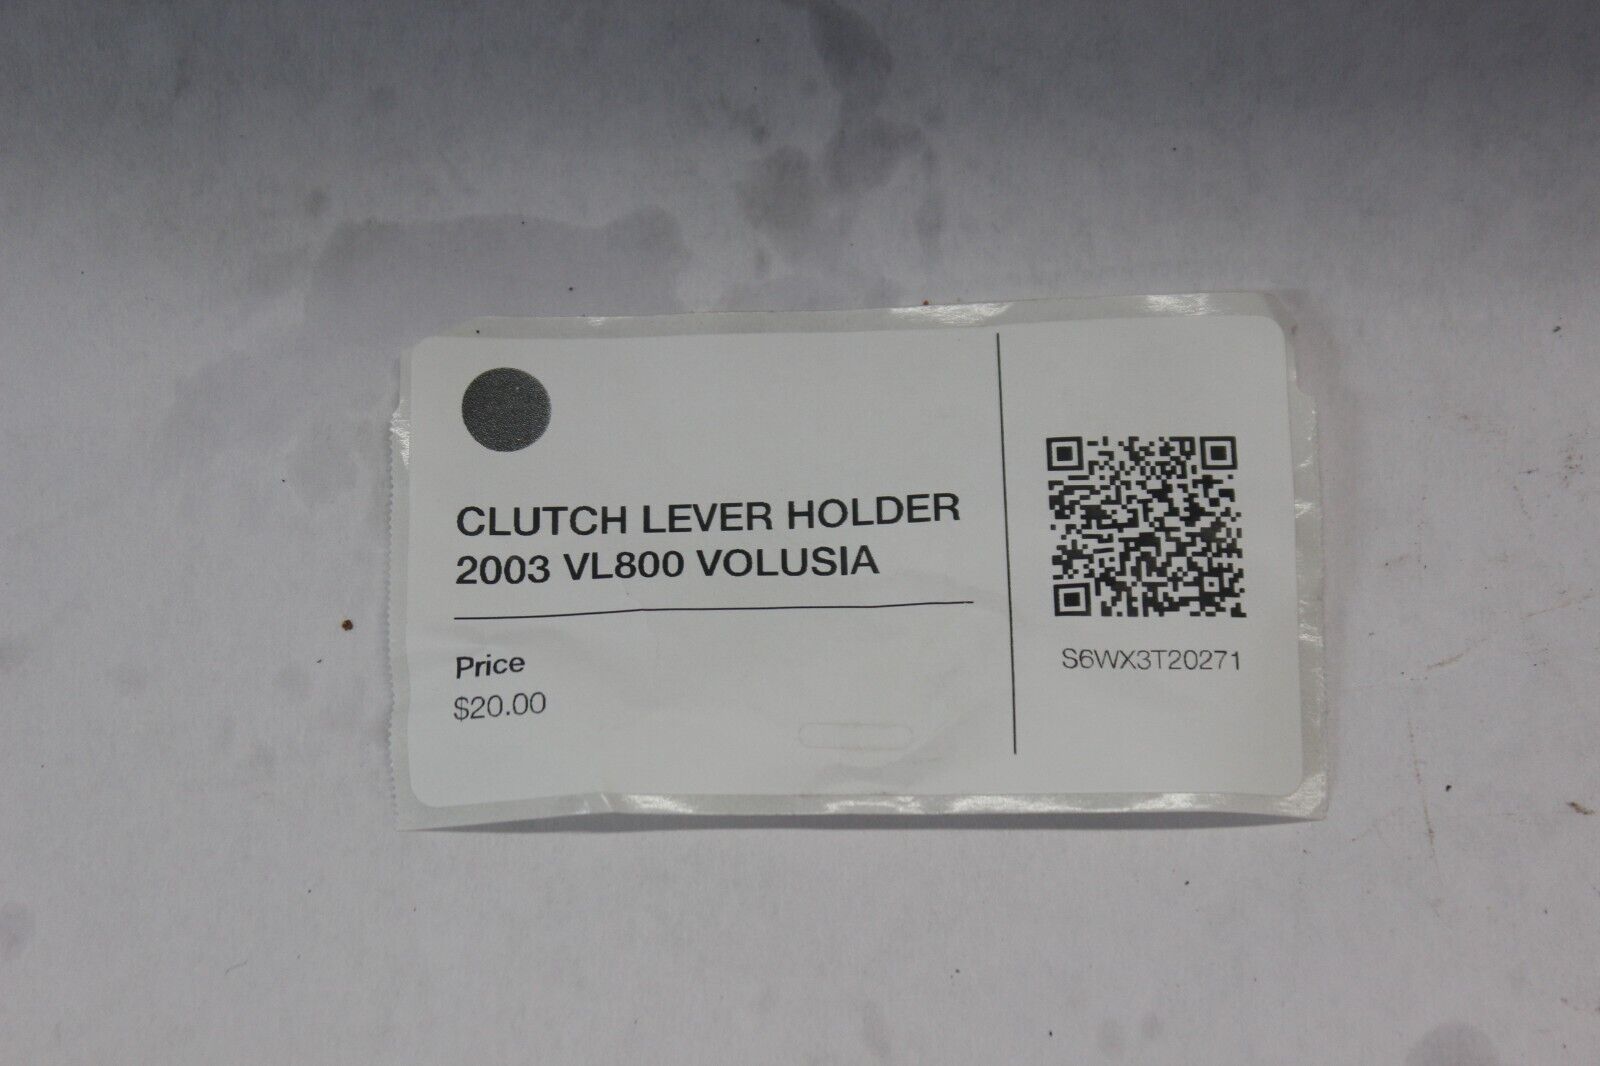 CLUTCH LEVER HOLDER
2003 VL800 VOLUSIA
Price
$20.00
S6WX3T20271